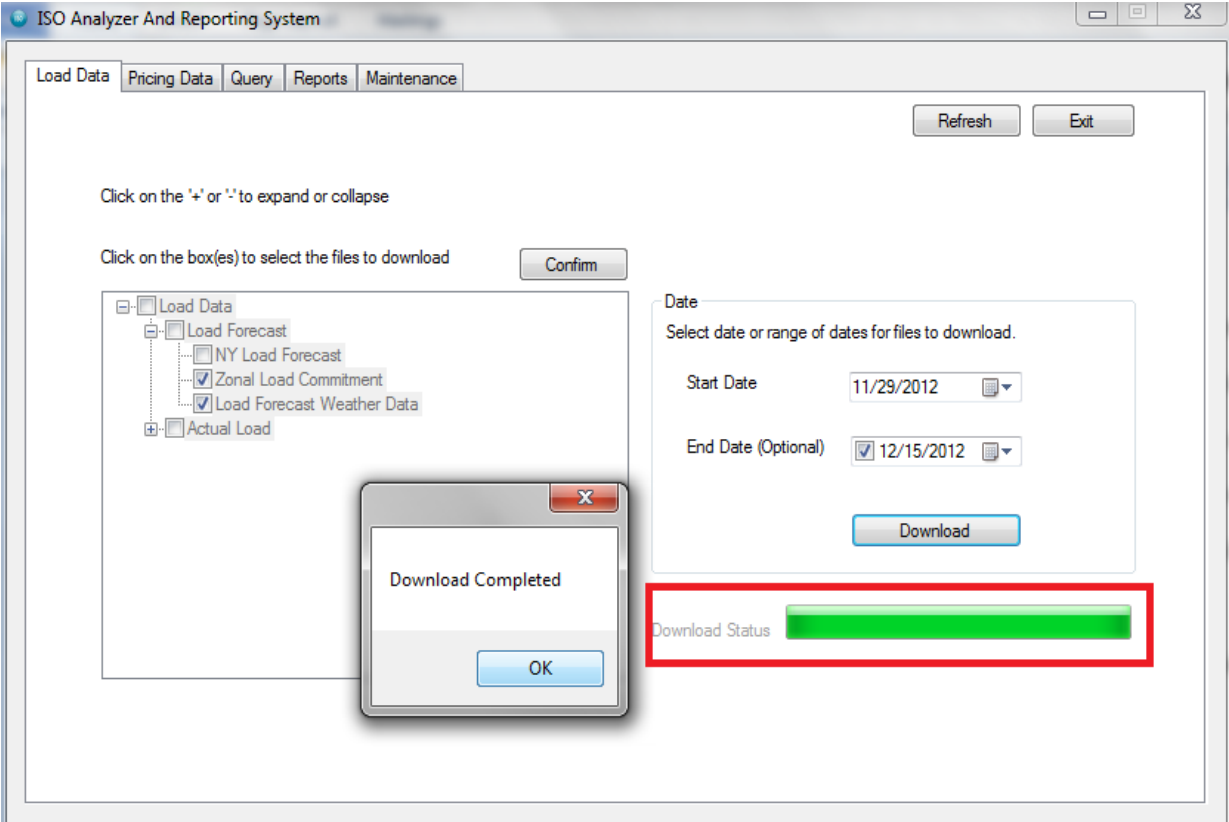 ISO Analyzer And Reporting System
Load Data Pricing Data Query Reports Maintenance
Refresh Exit
Click on the '+' or '-' to expand or collapse
Click on the box(es) to select the files to download
Confirm
Load Data
Load Forecast
NY Load Forecast
Zonal Load Commitment
Load Forecast Weather Data
Actual Load
Date
Select date or range of dates for files to download.
Start Date 11/29/2012
End Date (Optional) 12/15/2012
Download
Download Completed
OK
Download Status